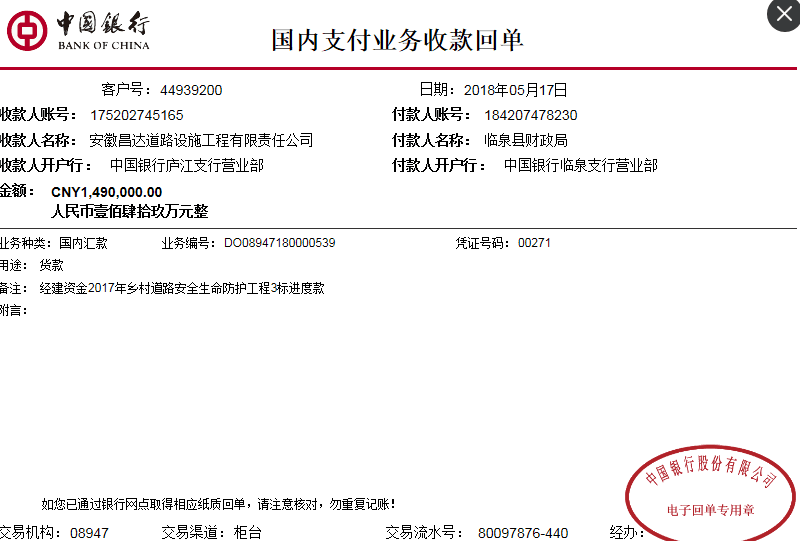 中国银行
BANK OF CHINA
国内支付业务收款回单
客户号：44939200 日期：2018年05月17日
收款人账号：175202745165 付款人账号：184207478230
收款人名称：安徽昌达道路设施工程有限责任公司 付款人名称：临泉县财政局
收款人开户行：中国银行庐江支行营业部 付款人开户行：中国银行临泉支行营业部
金额：CNY1,490,000.00
人民币壹佰肆拾玖万元整
业务种类：国内汇款 业务编号：DO08947180000539 凭证号码：00271
用途：货款
备注：经建资金2017年乡村道路安全生命防护工程3标进度款
附言：
中国银行股份有限公司
电子回单专用章
如您已通过银行网点取得相应纸质回单，请注意核对，勿重复记账！
交易机构：08947 交易渠道：柜台 交易流水号：80097876-440 经办：